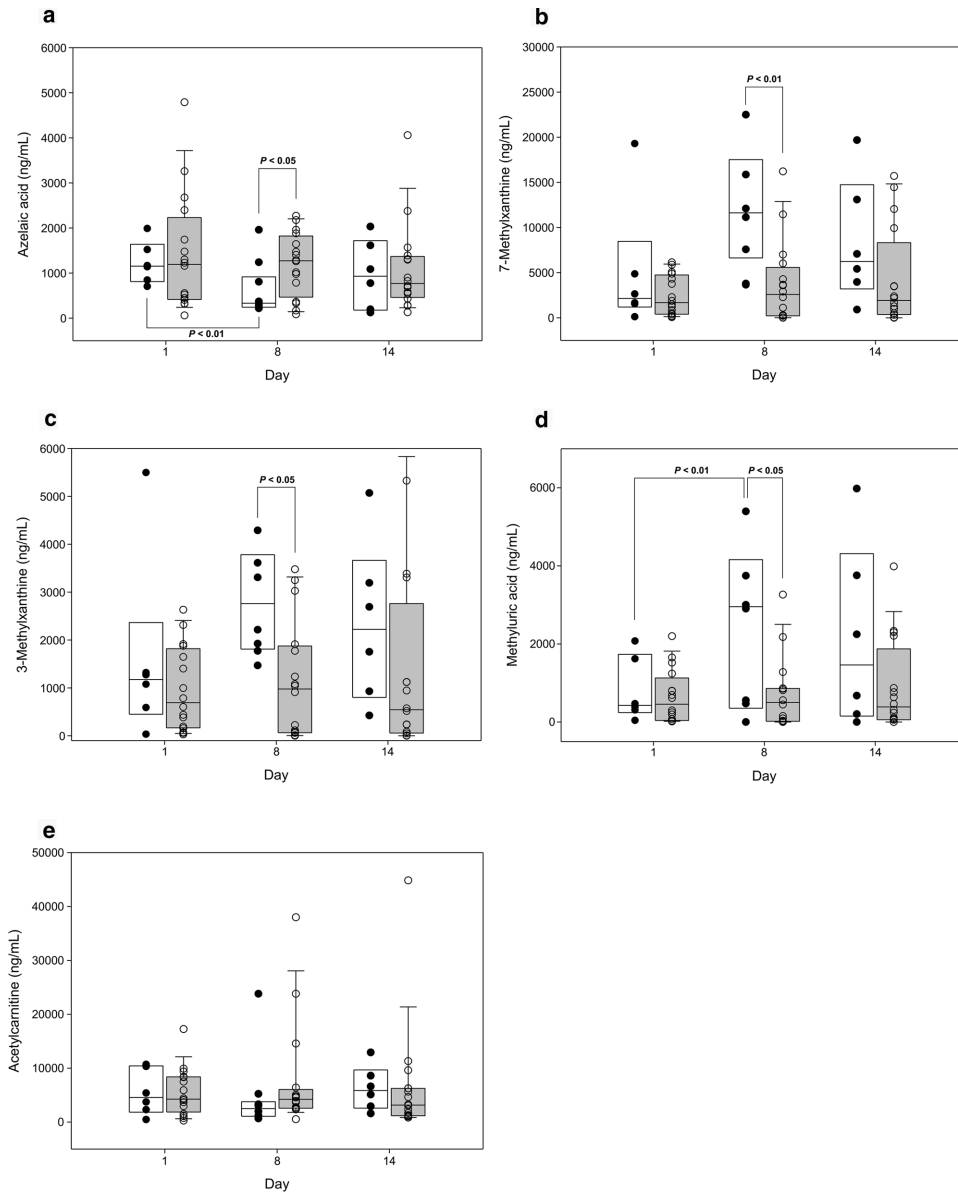 a
6000
5000
4000
3000
2000
1000
0
Azelaic acid (ng/mL)
P < 0.05
P < 0.01
1 8 14
Day
b
30000
25000
20000
15000
10000
5000
0
7-Methylxanthine (ng/mL)
P < 0.01
1 8 14
Day
c
6000
5000
4000
3000
2000
1000
0
3-Methylxanthine (ng/mL)
P < 0.05
1 8 14
Day
d
6000
4000
2000
0
Methyluric acid (ng/mL)
P < 0.01 P < 0.05
1 8 14
Day
e
50000
40000
30000
20000
10000
0
Acetylcarnitine (ng/mL)
1 8 14
Day